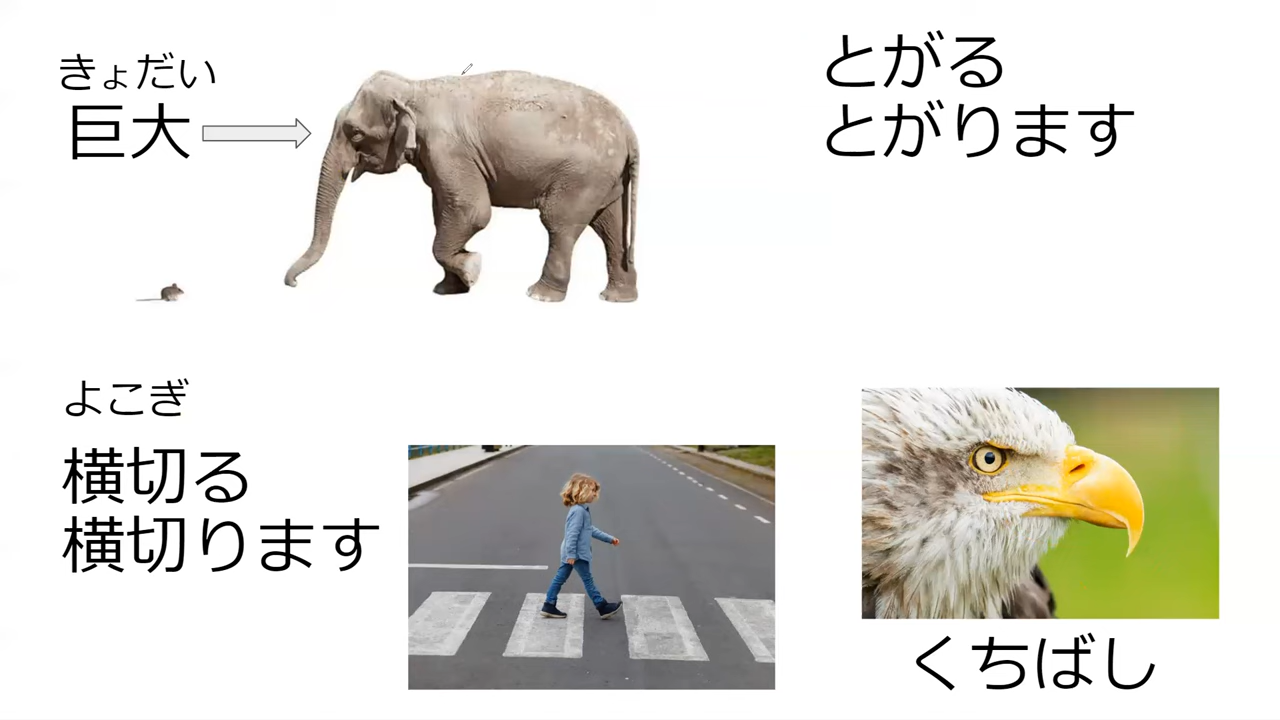 きょだい
巨大
とがる
とがります
よこぎ
横切る
横切ります
くちばし